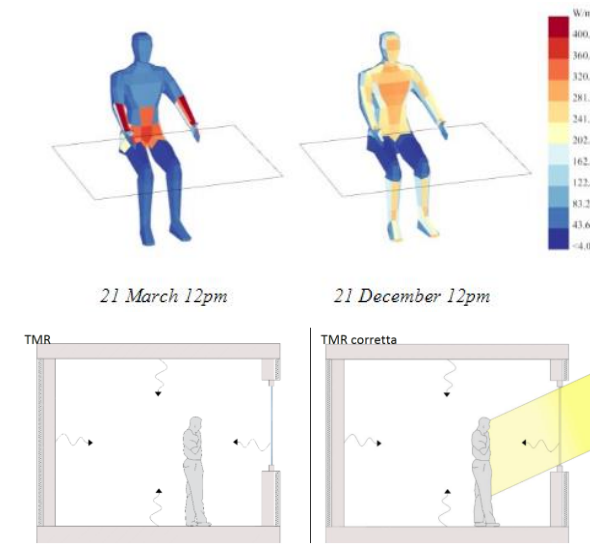 W/m
400.
360.
320.
281.
241.
202.
162.
122.
83.2
43.6
<4.0
21 March 12pm
21 December 12pm
TMR
TMR corretta